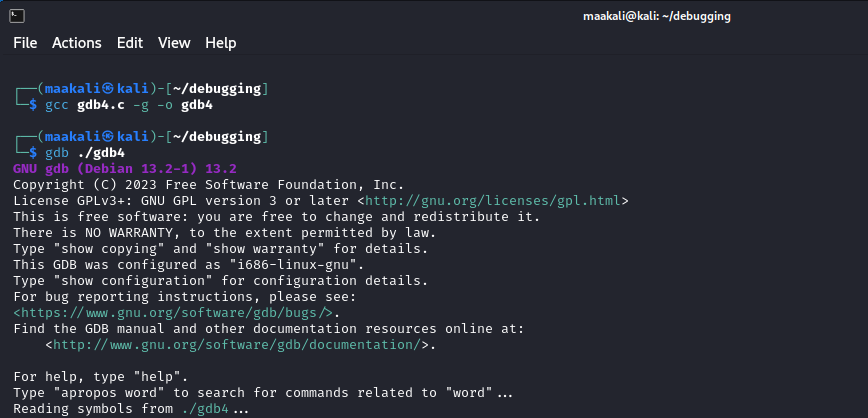 maakali@kali: ~/debugging
File Actions Edit View Help
┌──(maakali㉿kali)-[~/debugging]
└─$ gcc gdb4.c -g -o gdb4
┌──(maakali㉿kali)-[~/debugging]
└─$ gdb ./gdb4
GNU gdb (Debian 13.2-1) 13.2
Copyright (C) 2023 Free Software Foundation, Inc.
License GPLv3+: GNU GPL version 3 or later <http://gnu.org/licenses/gpl.html>
This is free software: you are free to change and redistribute it.
There is NO WARRANTY, to the extent permitted by law.
Type "show copying" and "show warranty" for details.
This GDB was configured as "i686-linux-gnu".
Type "show configuration" for configuration details.
For bug reporting instructions, please see:
<https://www.gnu.org/software/gdb/bugs/>.
Find the GDB manual and other documentation resources online at:
    <http://www.gnu.org/software/gdb/documentation/>.
For help, type "help".
Type "apropos word" to search for commands related to "word"...
Reading symbols from ./gdb4...